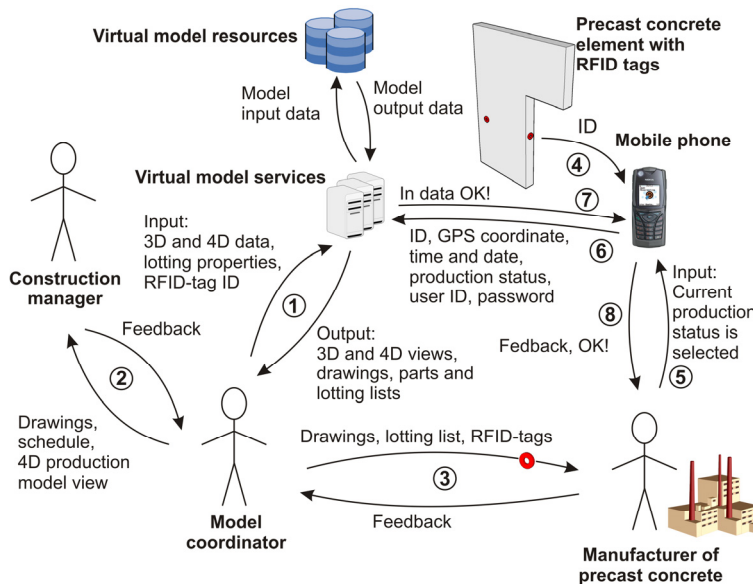 Virtual model resources
Precast concrete
element with
RFID tags
Model
input data
Model
output data
ID
④
Mobile phone
Virtual model services
In data OK!
⑦
Input:
3D and 4D data,
lotting properties,
RFID-tag ID
⑥
ID, GPS coordinate,
time and date,
production status,
user ID, password
Input:
Current
production
status is
selected
Construction
manager
①
⑧
Feedback
Output:
3D and 4D views,
drawings, parts and
lotting lists
Fedback, OK!
⑤
②
Drawings,
schedule,
4D production
model view
Drawings, lotting list, RFID-tags
③
Feedback
Model
coordinator
Manufacturer of
precast concrete